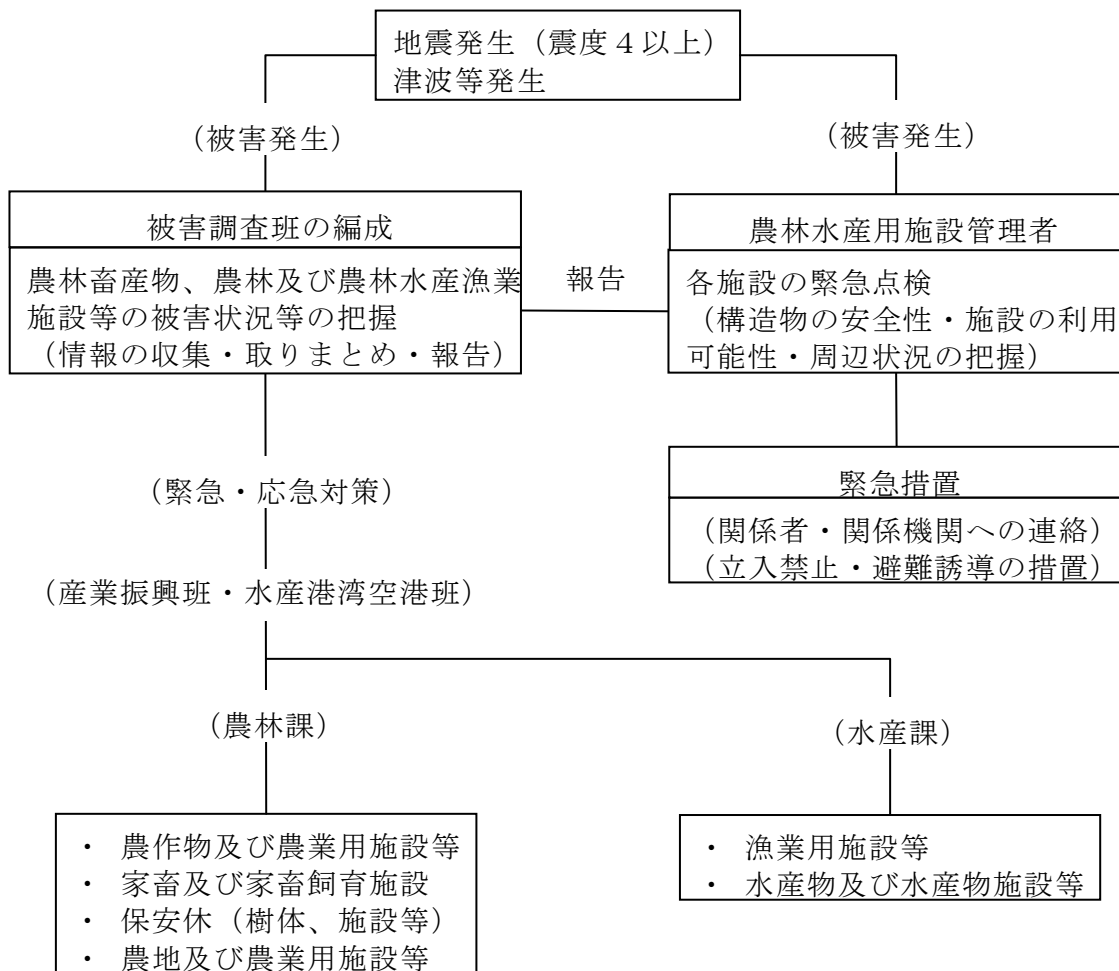 地震発生（震度４以上）
津波等発生
（被害発生）
（被害発生）
被害調査班の編成
農林畜産物、農林及び農林水産漁業
施設等の被害状況等の把握
（情報の収集・取りまとめ・報告）
報告
農林水産用施設管理者
各施設の緊急点検
（構造物の安全性・施設の利用
可能性・周辺状況の把握）
緊急措置
（関係者・関係機関への連絡）
（立入禁止・避難誘導の措置）
（緊急・応急対策）
（産業振興班・水産港湾空港班）
（農林課）
（水産課）
・ 農作物及び農業用施設等
・ 家畜及び家畜飼育施設
・ 保安休（樹体、施設等）
・ 農地及び農業用施設等
・ 漁業用施設等
・ 水産物及び水産物施設等